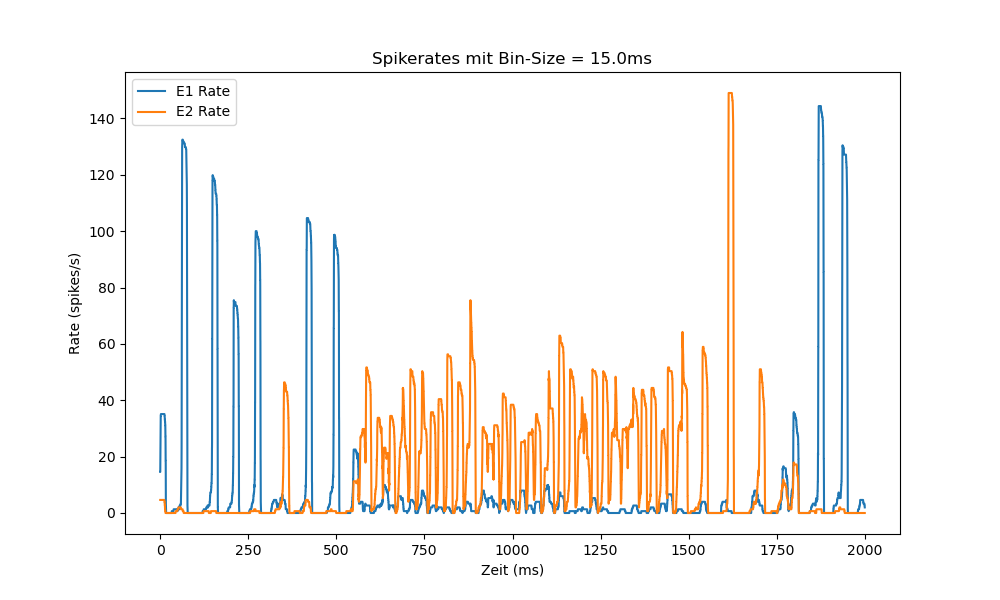 Spikerates mit Bin-Size = 15.0ms
E1 Rate
E2 Rate
140
120
100
80
60
40
20
0
Rate (spikes/s)
0 250 500 750 1000 1250 1500 1750 2000
Zeit (ms)